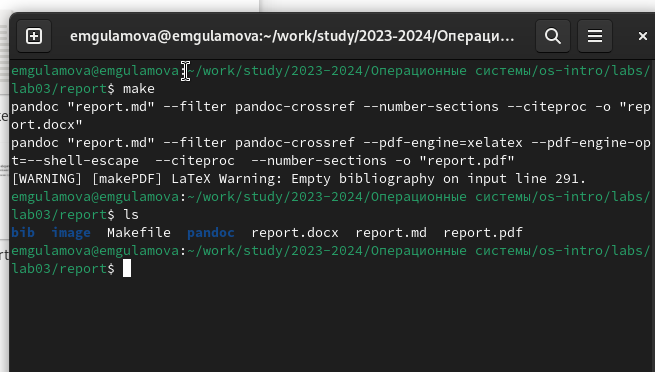 emgulamova@emgulamova:~/work/study/2023-2024/Операци…
emgulamova@emgulamova:~/work/study/2023-2024/Операционные системы/os-intro/labs/
lab03/report$ make
pandoc "report.md" --filter pandoc-crossref --number-sections --citeproc -o "rep
ort.docx"
pandoc "report.md" --filter pandoc-crossref --pdf-engine=xelatex --pdf-engine-op
t=--shell-escape  --citeproc  --number-sections -o "report.pdf"
[WARNING] [makePDF] LaTeX Warning: Empty bibliography on input line 291.
emgulamova@emgulamova:~/work/study/2023-2024/Операционные системы/os-intro/labs/
lab03/report$ ls
bib  image  Makefile  pandoc  report.docx  report.md  report.pdf
emgulamova@emgulamova:~/work/study/2023-2024/Операционные системы/os-intro/labs/
lab03/report$